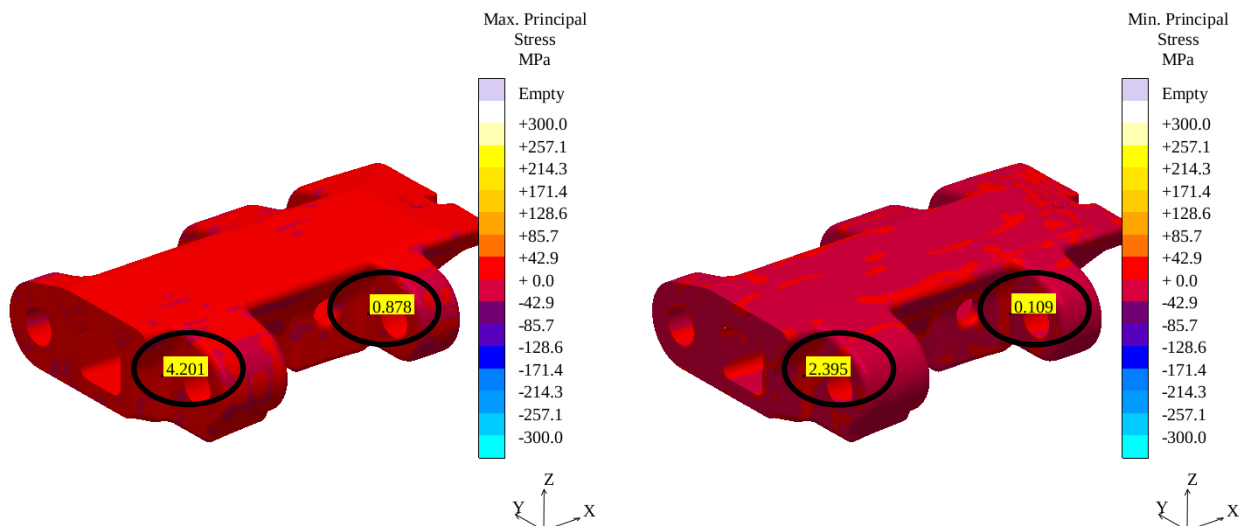 Max. Principal
Stress
MPa
Empty
+300.0
+257.1
+214.3
+171.4
+128.6
+85.7
+42.9
+ 0.0
-42.9
-85.7
-128.6
-171.4
-214.3
-257.1
-300.0
0.878
4.201
Z
Y
X
Min. Principal
Stress
MPa
Empty
+300.0
+257.1
+214.3
+171.4
+128.6
+85.7
+42.9
+ 0.0
-42.9
-85.7
-128.6
-171.4
-214.3
-257.1
-300.0
0.109
2.395
Z
Y
X